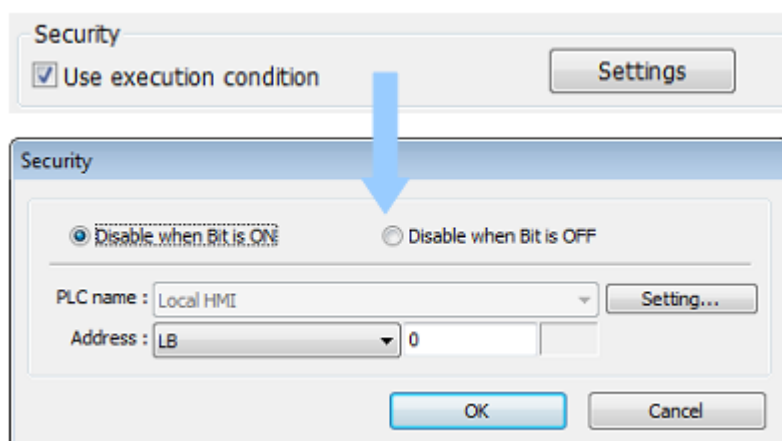 Security
Use execution condition Settings
Security
Disable when Bit is ON Disable when Bit is OFF
PLC name : Local HMI Setting...
Address : LB 0
OK Cancel